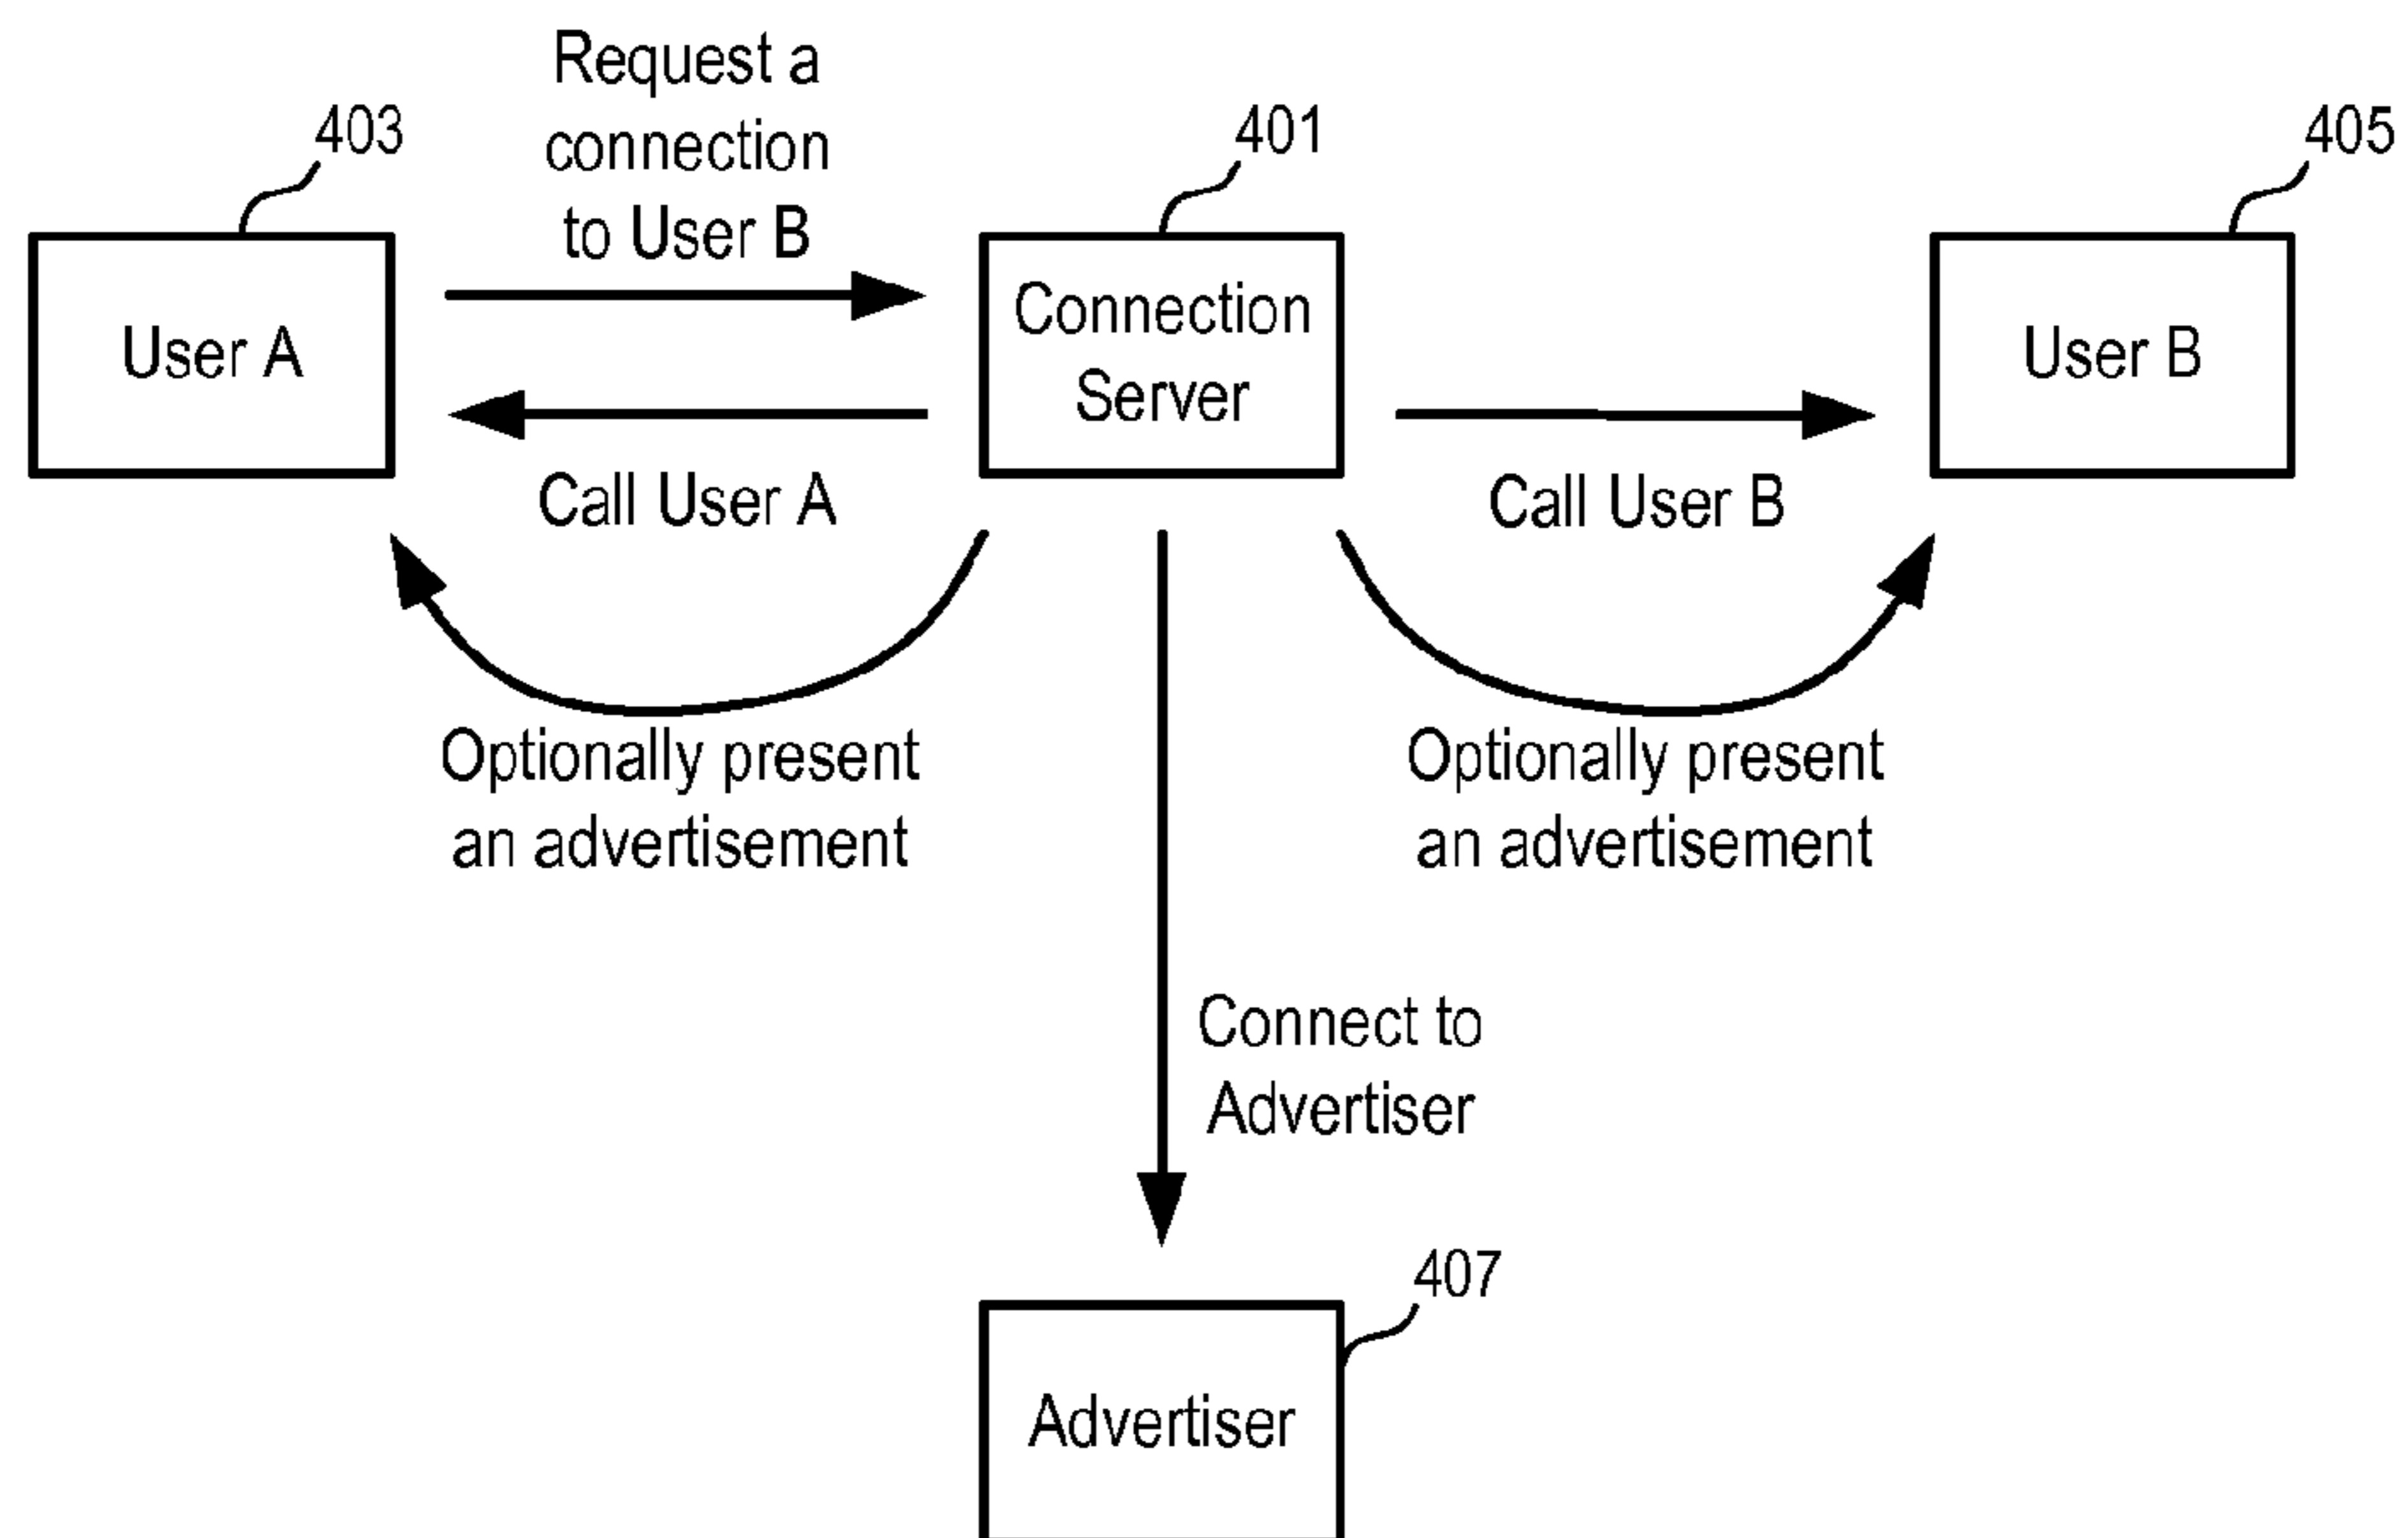 Request a
connection
to User B
403
401
405
User A
Connection
Server
User B
Call User A
Call User B
Optionally present
an advertisement
Optionally present
an advertisement
Connect to
Advertiser
407
Advertiser